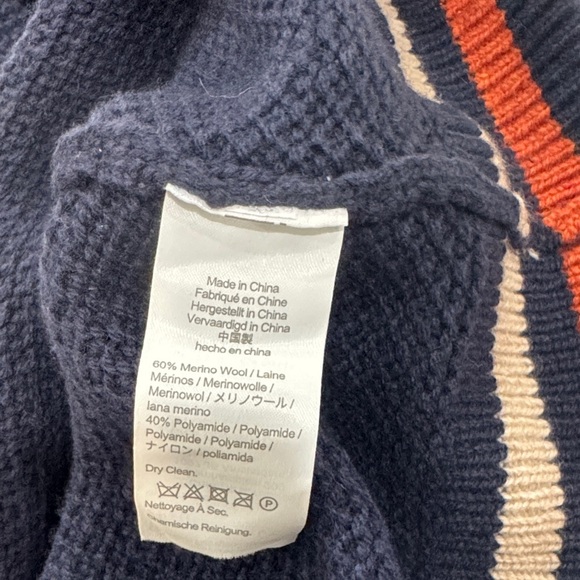 Made in China
Fabriqué en Chine
Hergestellt in China
Vervaardigd in China
中国製
hecho en china
60% Merino Wool / Laine
Mérinos / Merinowolle /
Merinowol / メリノウール /
lana merino
40% Polyamide / Polyamide /
Polyamide / Polyamide /
ナイロン / poliamida
Dry Clean.
P
Nettoyage À Sec.
Chemische Reinigung.